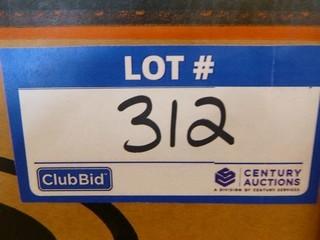 LOT #
312
ClubBid
CENTURY
AUCTIONS
A DIVISION OF CENTURY SERVICES